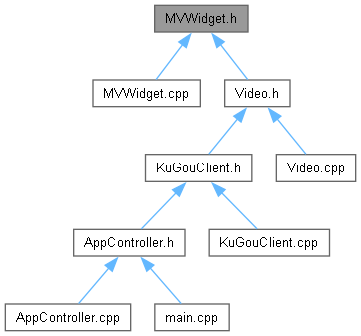 MVWidget.h
MVWidget.cpp
Video.h
KuGouClient.h
Video.cpp
AppController.h
KuGouClient.cpp
AppController.cpp
main.cpp